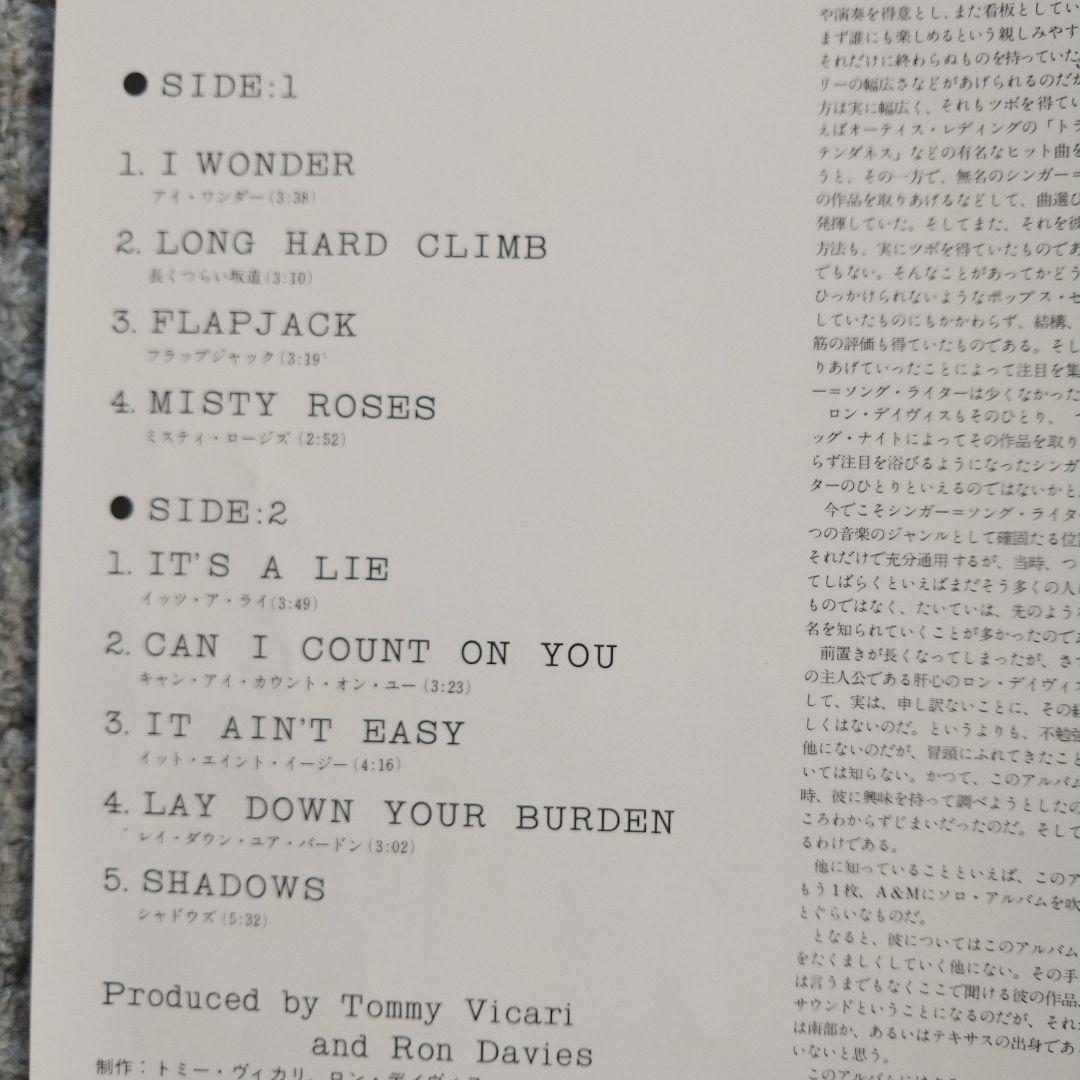 ● SIDE:1
1. I WONDER
アイ・ワンダー(3:38)
2. LONG HARD CLIMB
長くつらい坂道(3:10)
3. FLAPJACK
フラップジャック(3:19
4. MISTY ROSES
ミスティ・ロージズ(2:52)
● SIDE:2
1. IT'S A LIE
イッツ・ア・ライ(3:49)
2. CAN I COUNT ON YOU
キャン・アイ・カウント・オン・ユー(3:23)
3. IT AIN'T EASY
イット・エイント・イージー(4:16)
4. LAY DOWN YOUR BURDEN
レイ・ダウン・ユア・バードン(3:02)
5. SHADOWS
シャドウズ(5:32)
Produced by Tommy Vicari
and Ron Davies
制作：トミー・ヴィカリ、ロン・デイヴィス
や演奏を得意とし、また看板としてい
まず誰にも楽しめるという親しみやす
それだけに終わらぬものを持っていた
リーの幅広さなどがあげられるのだが
方は実に幅広く、それもツボを得てい
えばオーティス・レディングの「トラ
テンダネス」などの有名なヒット曲を
うと、その一方で、無名のシンガー＝
の作品を取りあげるなどして、曲選び
発揮していた。そしてまた、それを彼
方法も、実にツボを得ていたものであ
でもない。そんなことがあってかどう
ひっかけられないようなポップス・セ
していたものにもかかわらず、結構、
筋の評価も得ていたものである。そし
りあげていったことによって注目を集
ー＝ソング・ライターは少くなかった
ロン・デイヴィスもそのひとり、
ッグ・ナイトによってその作品を取り
らず注目を浴びるようになったシンガ
ターのひとりといえるのではないかと
今でこそシンガー＝ソング・ライタ
つの音楽のジャンルとして確固たる位
それだけで充分通用するが、当時、つ
てしばらくといえばまだそう多くの人
ものではなく、たいていは、先のよう
名を知られていくことが多かったので
前置きが長くなってしまったが、さて
の主人公である肝心のロン・デイヴィス
して、実は、申し訳ないことに、その
しくはないのだ。というよりも、不勉強
他にないのだが、冒頭にふれてきたこと
いては知らない。かつて、このアルバム
時、彼に興味を持って調べようとしたの
ころわからずじまいだったのだ。そして
るわけである。
他に知っていることといえば、このア
もう1枚、A&Mにソロ・アルバムを吹
とぐらいなものだ。
となると、彼についてはこのアルバム
をたくましくしていく他にない。その手
は言うまでもなくここで聞ける彼の作品
サウンドということになるのだが、それ
は南部か、あるいはテキサスの出身であ
いないと思う。
このアルバムには